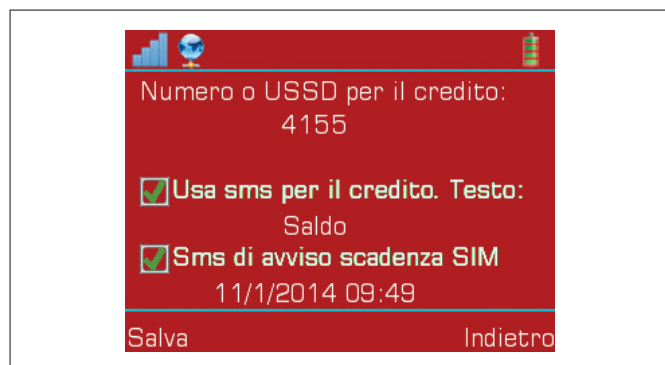 Numero o USSD per il credito:
4155
Usa sms per il credito. Testo:
Saldo
Sms di avviso scadenza SIM
11/1/2014 09:49
Salva Indietro